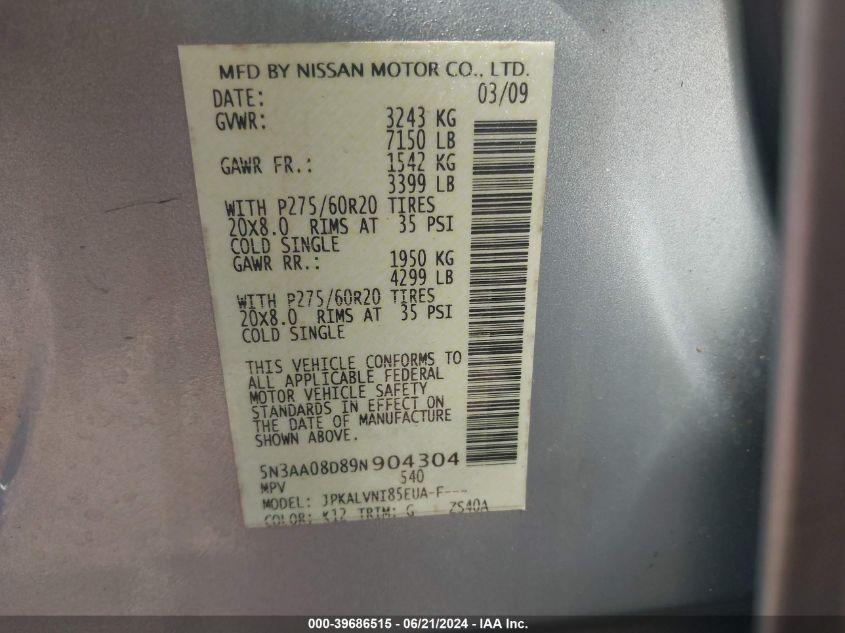 MFD BY NISSAN MOTOR CO., LTD.
DATE: 03/09
GVWR: 3243 KG
7150 LB
GAWR FR.: 1542 KG
3399 LB
WITH P275/60R20 TIRES
20X8.0 RIMS AT 35 PSI
COLD SINGLE
GAWR RR.: 1950 KG
4299 LB
WITH P275/60R20 TIRES
20X8.0 RIMS AT 35 PSI
COLD SINGLE
THIS VEHICLE CONFORMS TO
ALL APPLICABLE FEDERAL
MOTOR VEHICLE SAFETY
STANDARDS IN EFFECT ON
THE DATE OF MANUFACTURE
SHOWN ABOVE.
5N3AA08D89N904304
MPV 540
MODEL: JPKALVNI85EUA-F---
COLOR: K12 TRIM: G ZS40A
000-39686515 - 06/21/2024 - IAA Inc.